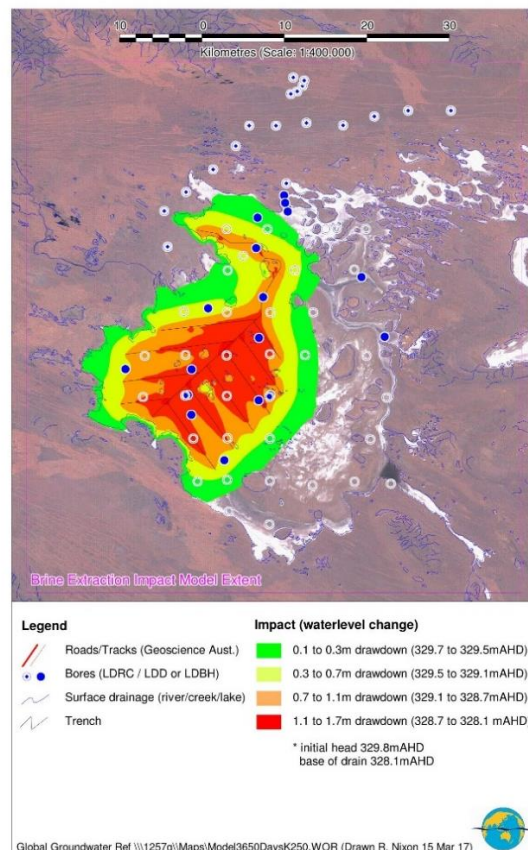 10 0 10 20 30
Kilometres (Scale: 1:400,000)
Brine Extraction Impact Model Extent
Legend
Roads/Tracks (Geoscience Aust.)
Bores (LDRC / LDD or LDBH)
Surface drainage (river/creek/lake)
Trench
Impact (waterlevel change)
0.1 to 0.3m drawdown (329.7 to 329.5mAHD)
0.3 to 0.7m drawdown (329.5 to 329.1mAHD)
0.7 to 1.1m drawdown (329.1 to 328.7mAHD)
1.1 to 1.7m drawdown (328.7 to 328.1 mAHD)
* initial head 329.8mAHD
base of drain 328.1mAHD
Global Groundwater Ref \\\1257g\\Maps\Model3650DaysK250.WOR (Drawn R. Nixon 15 Mar 17)